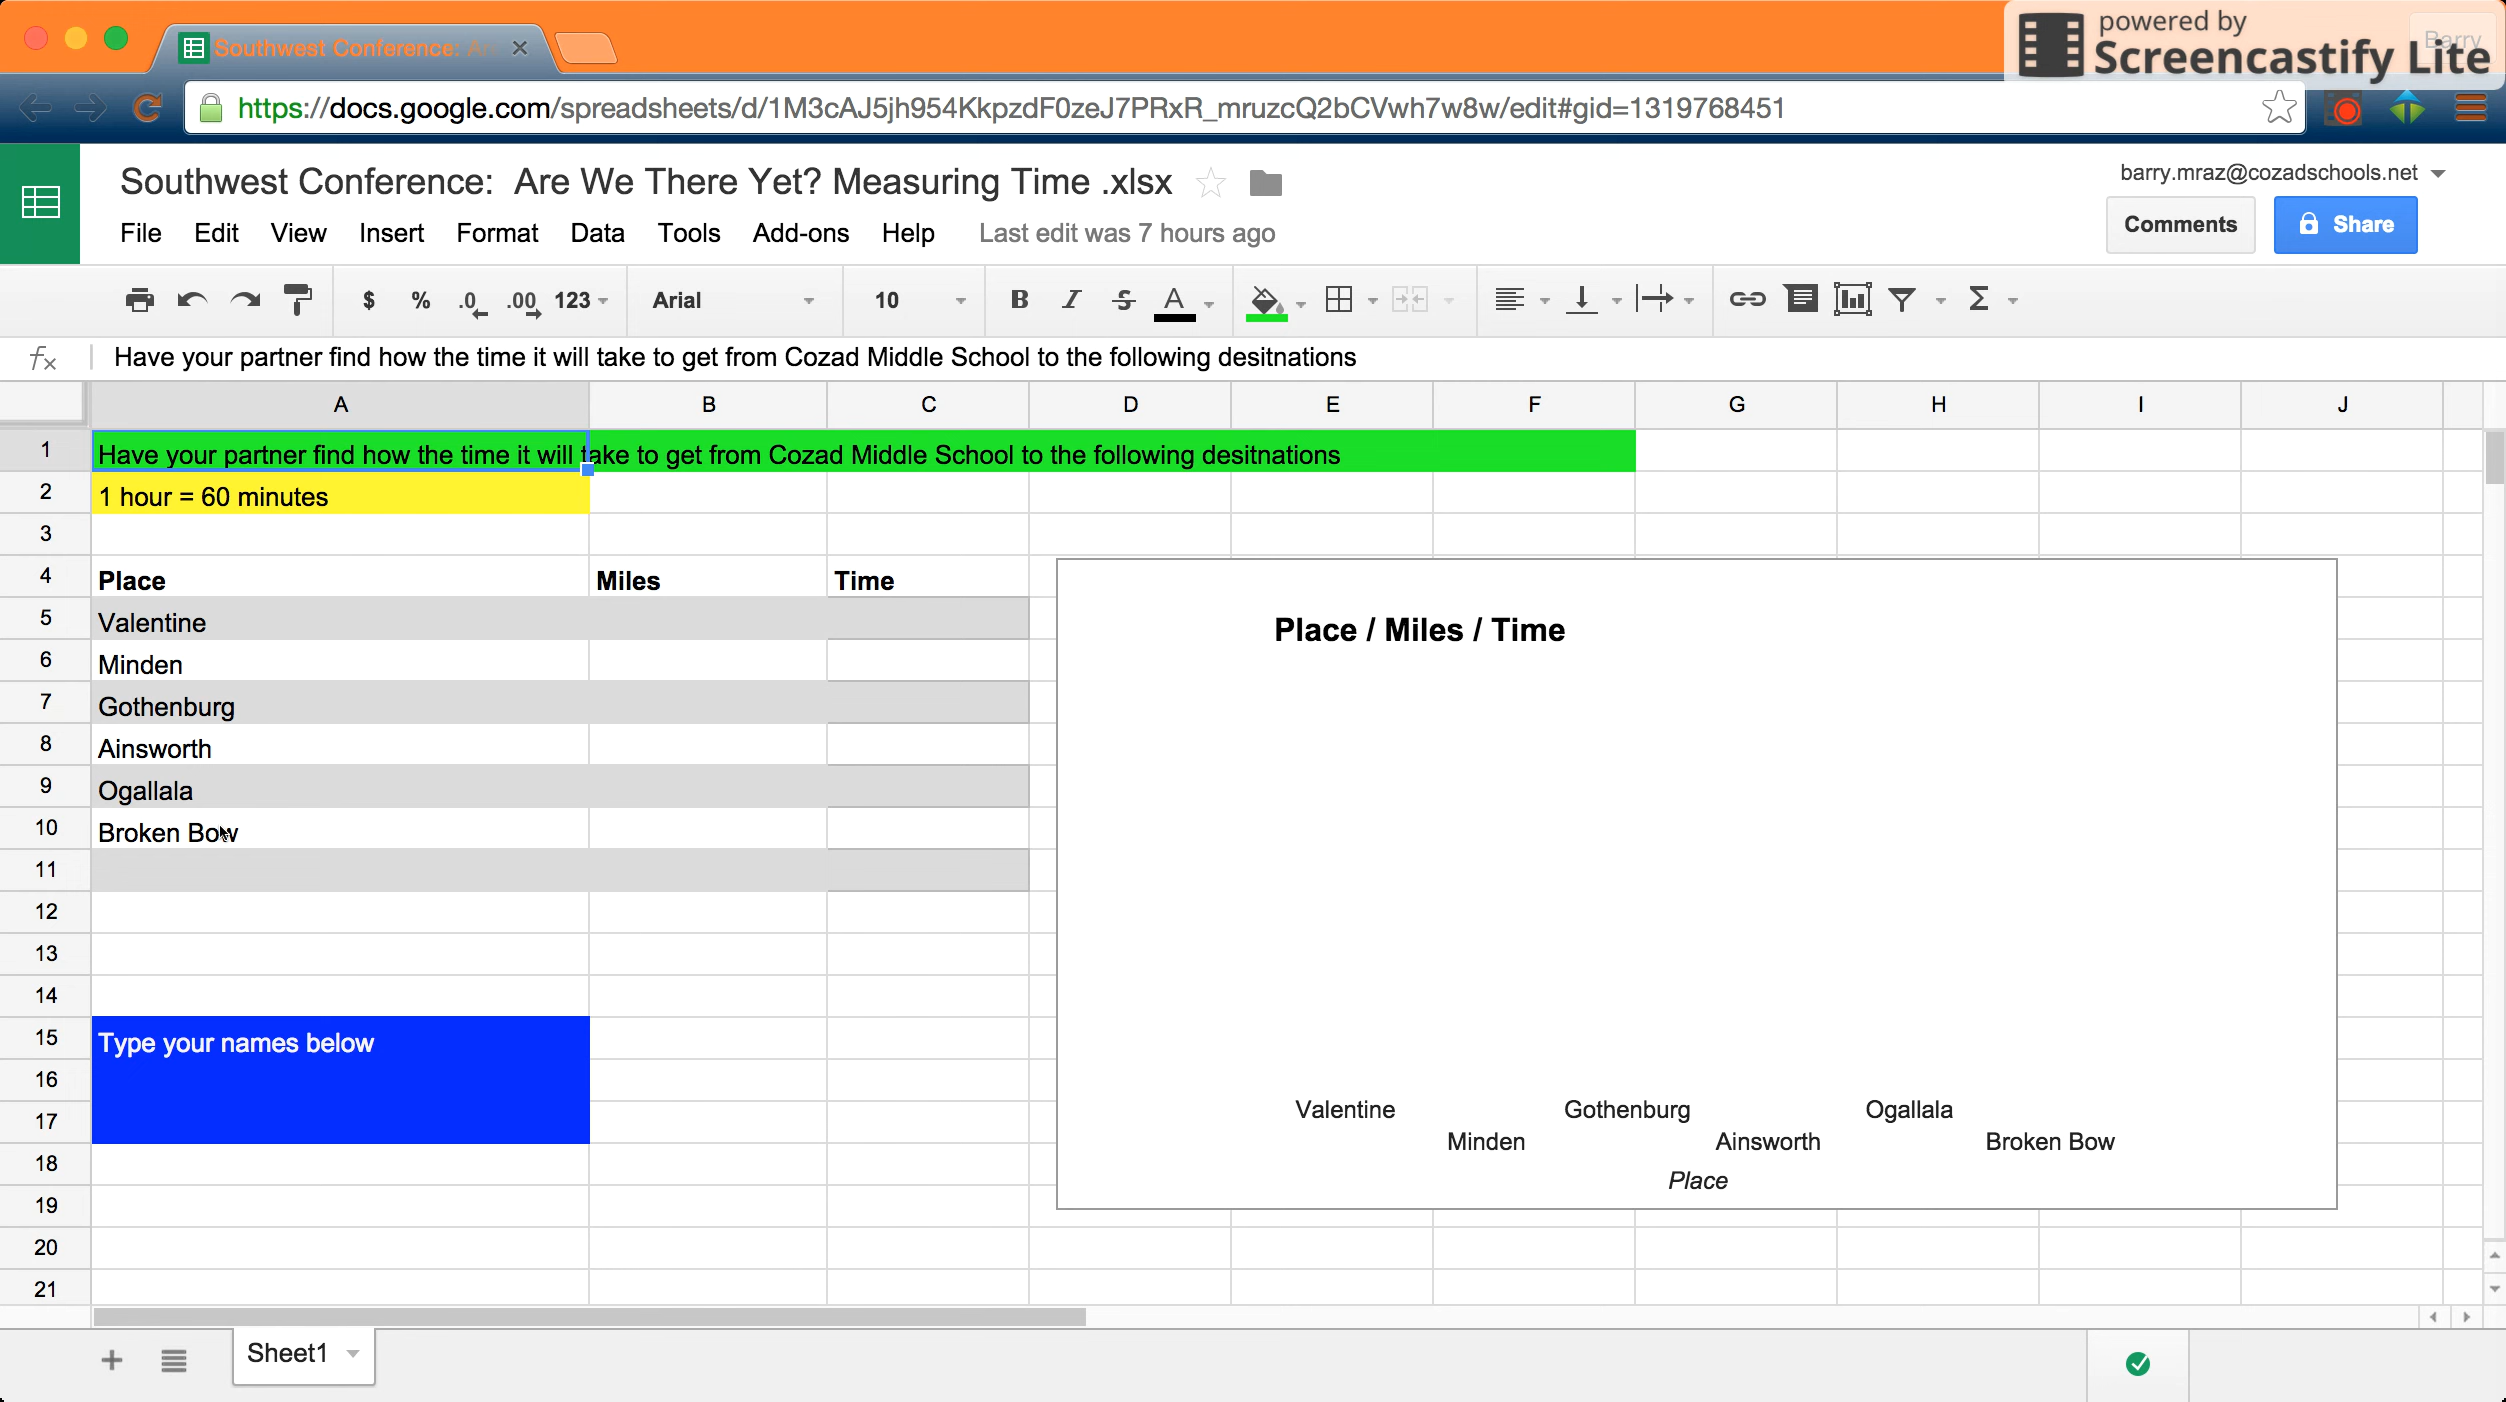 Southwest Conference: Ar
powered by
Screencastify Lite
Barry
https://docs.google.com/spreadsheets/d/1M3cAJ5jh954KkpzdF0zeJ7PRxR_mruzcQ2bCVwh7w8w/edit#gid=1319768451
Southwest Conference: Are We There Yet? Measuring Time .xlsx
barry.mraz@cozadschools.net
File Edit View Insert Format Data Tools Add-ons Help Last edit was 7 hours ago
Comments Share
$ % .0 .00 123 Arial 10 B I S A Σ
fx Have your partner find how the time it will take to get from Cozad Middle School to the following desitnations
A B C D E F G H I J
1 Have your partner find how the time it will take to get from Cozad Middle School to the following desitnations
2 1 hour = 60 minutes
3
4 Place Miles Time
5 Valentine
6 Minden
7 Gothenburg
8 Ainsworth
9 Ogallala
10 Broken Bow
11
12
13
14
15 Type your names below
16
17
18
19
20
21
Place / Miles / Time
Valentine Gothenburg Ogallala
Minden Ainsworth Broken Bow
Place
+ Sheet1